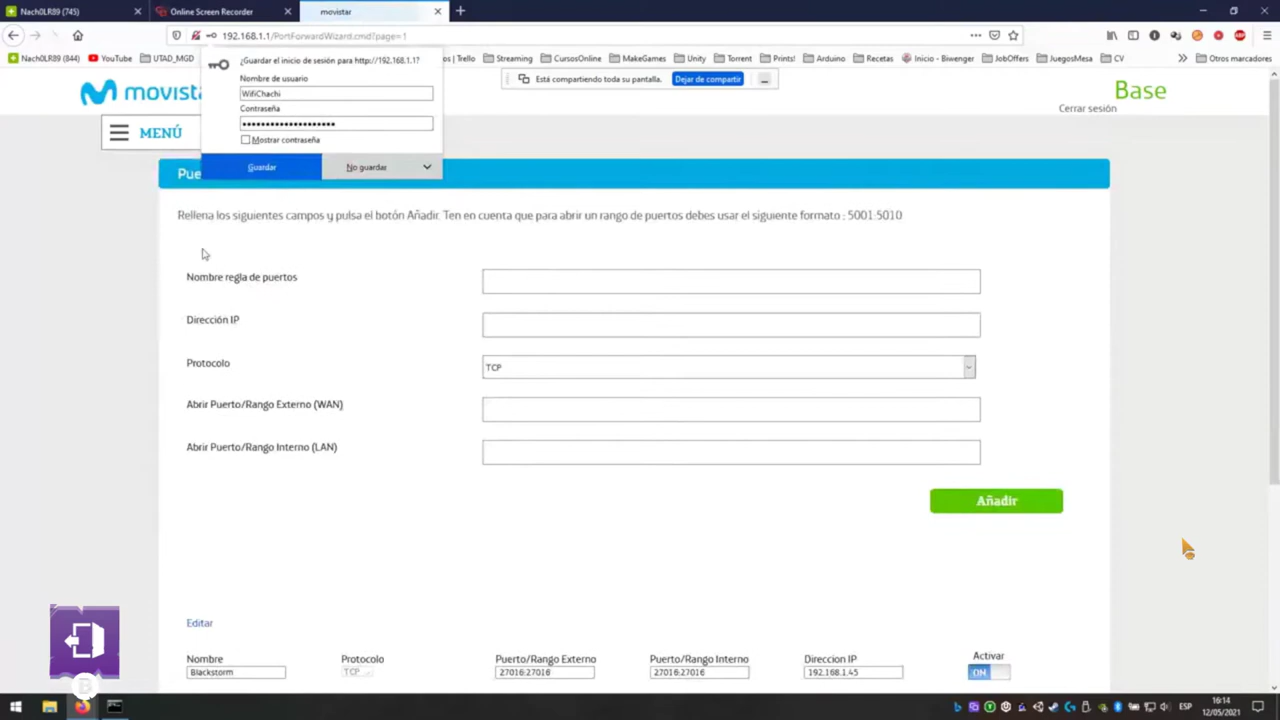 Nach0LR89 (745)
Online Screen Recorder
movistar
192.168.1.1/PortForwardWizard.cmd?page=1
Nach0LR89 (844)
YouTube
UTAD_MGD
os | Trello
Streaming
CursosOnline
MakeGames
Unity
Torrent
Prints!
Arduino
Recetas
Inicio - Biwenger
JobOffers
JuegosMesa
CV
Otros marcadores
¿Guardar el inicio de sesión para http://192.168.1.1?
Nombre de usuario
WifiChachi
Contraseña
Mostrar contraseña
Guardar
No guardar
Está compartiendo toda su pantalla.
Dejar de compartir
movista
Base
Cerrar sesión
MENÚ
Pue
Rellena los siguientes campos y pulsa el botón Añadir. Ten en cuenta que para abrir un rango de puertos debes usar el siguiente formato : 5001:5010
Nombre regla de puertos
Dirección IP
Protocolo
TCP
Abrir Puerto/Rango Externo (WAN)
Abrir Puerto/Rango Interno (LAN)
Añadir
Editar
Nombre
Protocolo
Puerto/Rango Externo
Puerto/Rango Interno
Direccion IP
Activar
Blackstorm
TCP
27016:27016
27016:27016
192.168.1.45
ON
ESP
16:14
12/05/2021